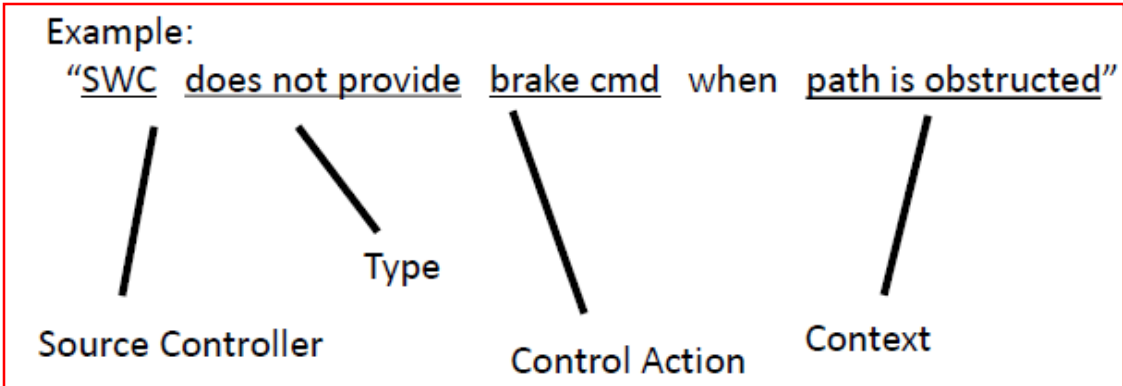 Example:
“SWC does not provide brake cmd when path is obstructed”
Type
Source Controller
Control Action
Context